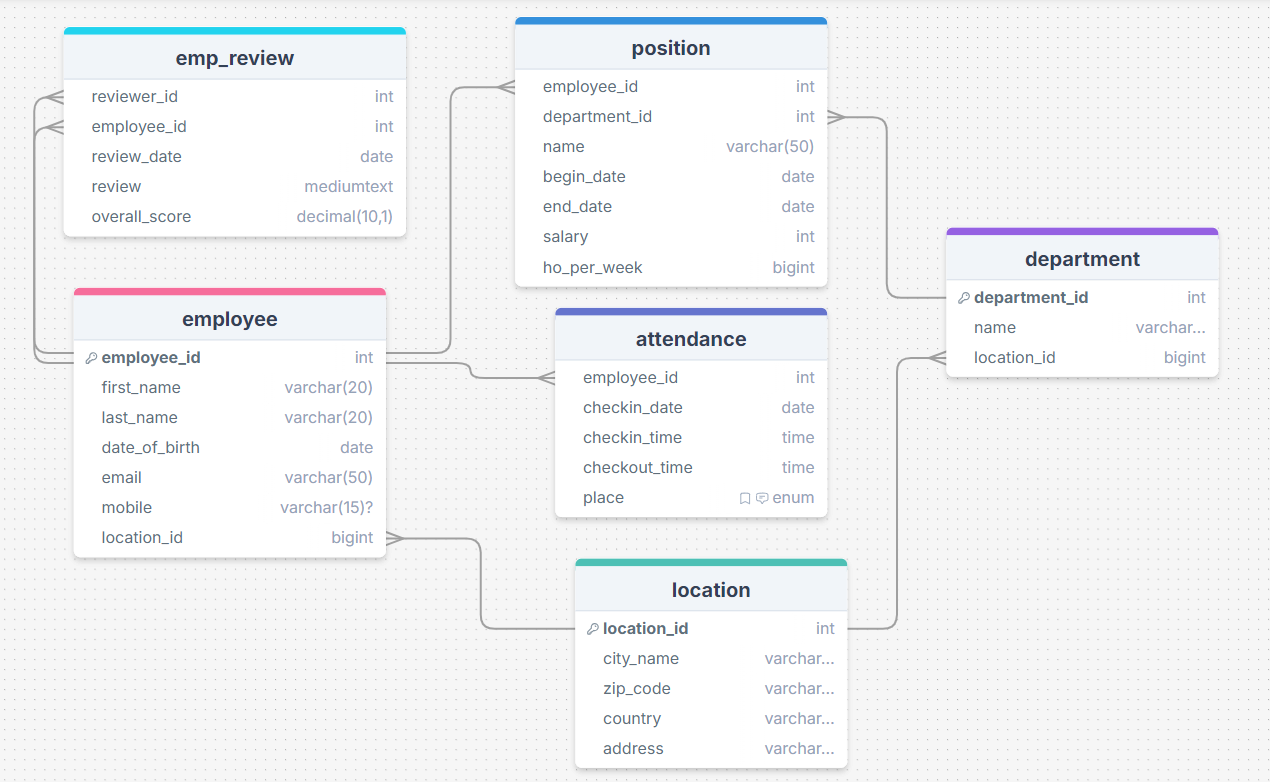 emp_review
reviewer_id int
employee_id int
review_date date
review mediumtext
overall_score decimal(10,1)
position
employee_id int
department_id int
name varchar(50)
begin_date date
end_date date
salary int
ho_per_week bigint
department
department_id int
name varchar...
location_id bigint
employee
employee_id int
first_name varchar(20)
last_name varchar(20)
date_of_birth date
email varchar(50)
mobile varchar(15)?
location_id bigint
attendance
employee_id int
checkin_date date
checkin_time time
checkout_time time
place enum
location
location_id int
city_name varchar...
zip_code varchar...
country varchar...
address varchar...